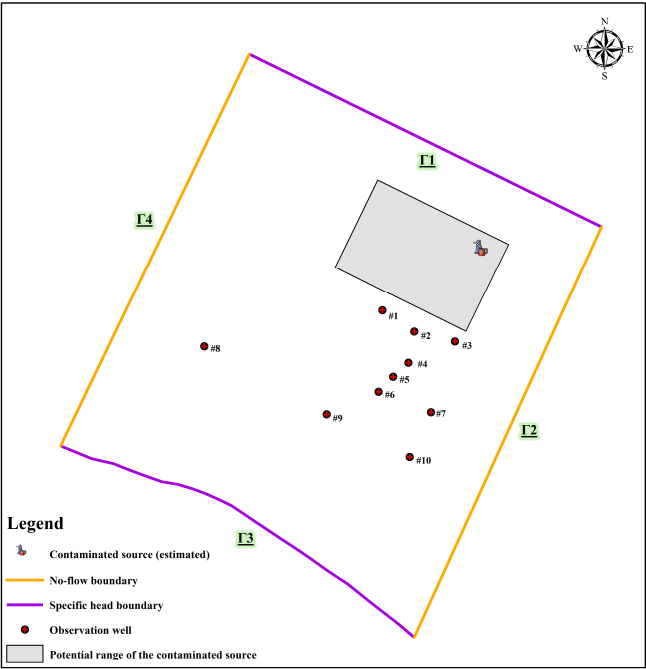 N
W E
S
Γ1
Γ4
#1
#2
#3
#8
#4
#5
#6
#7
#9
Γ2
#10
Legend
Γ3
Contaminated source (estimated)
No-flow boundary
Specific head boundary
Observation well
Potential range of the contaminated source